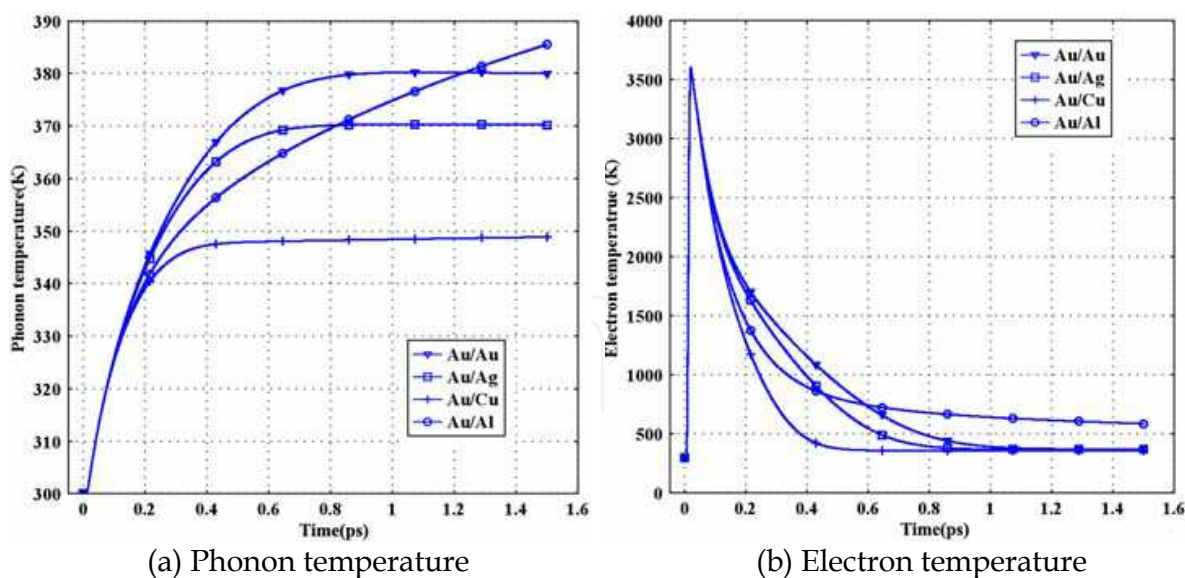 390
380
370
360
350
340
330
320
310
300
Phonon temperature(K)
Au/Au
Au/Ag
Au/Cu
Au/Al
0 0.2 0.4 0.6 0.8 1 1.2 1.4 1.6
Time(ps)
(a) Phonon temperature
4000
3500
3000
2500
2000
1500
1000
500
0
Electron temperatrue (K)
Au/Au
Au/Ag
Au/Cu
Au/Al
0 0.2 0.4 0.6 0.8 1 1.2 1.4 1.6
Time(ps)
(b) Electron temperature